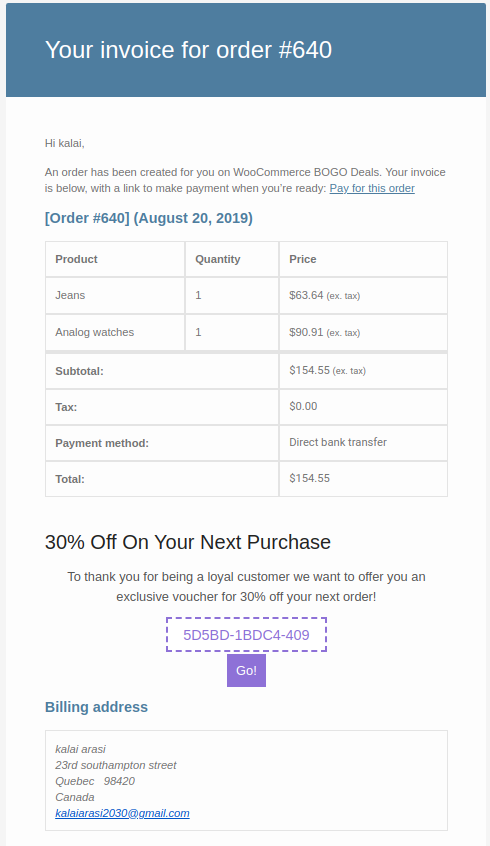 Your invoice for order #640
Hi kalai,
An order has been created for you on WooCommerce BOGO Deals. Your invoice
is below, with a link to make payment when you’re ready: Pay for this order
[Order #640] (August 20, 2019)
Product Quantity Price
Jeans 1 $63.64 (ex. tax)
Analog watches 1 $90.91 (ex. tax)
Subtotal: $154.55 (ex. tax)
Tax: $0.00
Payment method: Direct bank transfer
Total: $154.55
30% Off On Your Next Purchase
To thank you for being a loyal customer we want to offer you an
exclusive voucher for 30% off your next order!
5D5BD-1BDC4-409
Go!
Billing address
kalai arasi
23rd southampton street
Quebec 98420
Canada
kalaiarasi2030@gmail.com